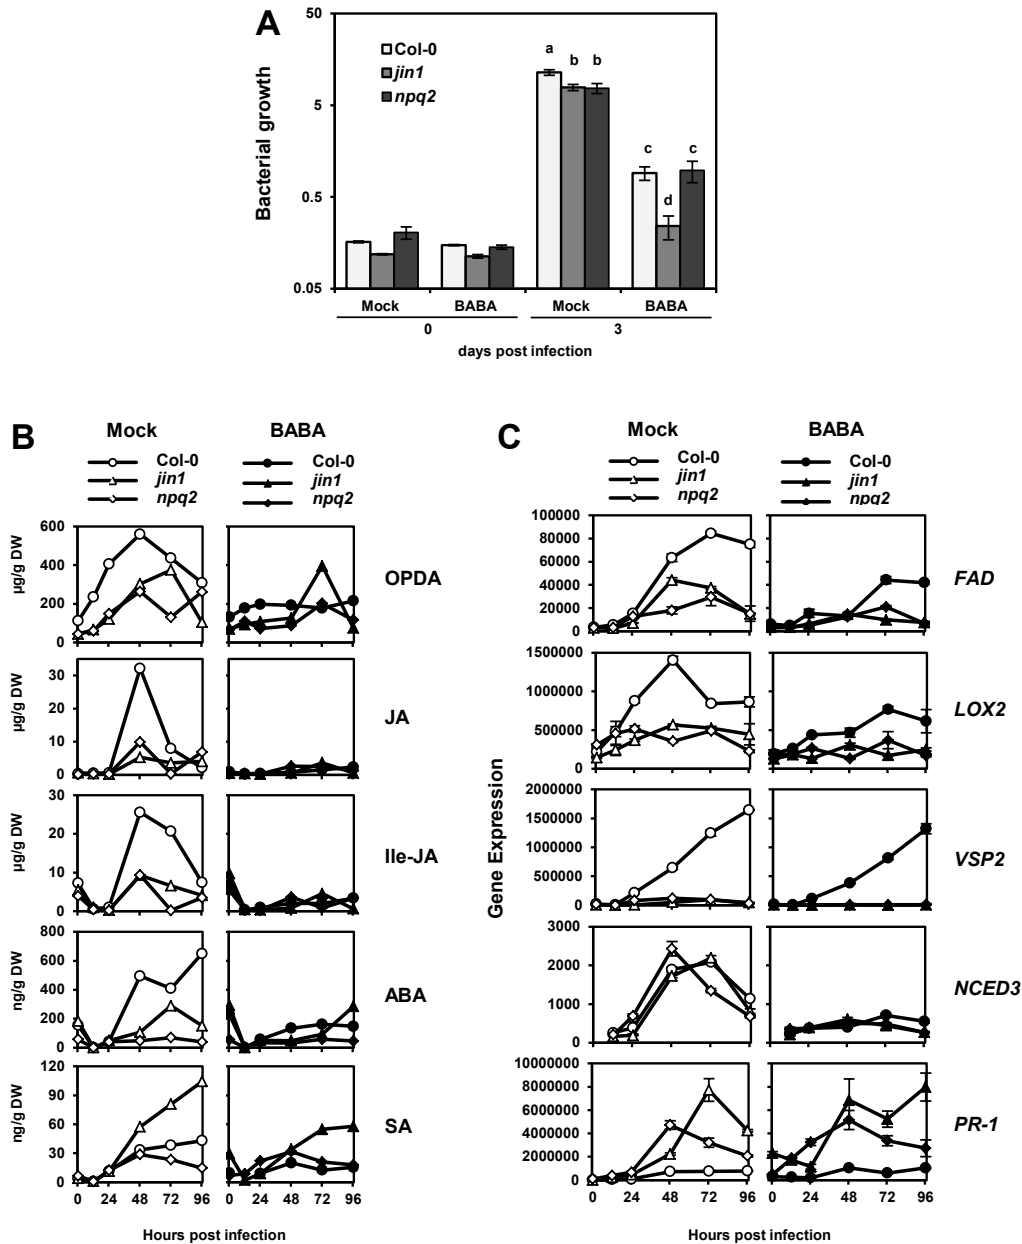 A
50
5
0.5
0.05
Bacterial growth
Col-0
jin1
npq2
a
b b
c c
d
Mock BABA Mock BABA
0 3
days post infection
B
Mock BABA
Col-0 Col-0
jin1 jin1
npq2 npq2
µg/g DW
600
400
200
0
OPDA
µg/g DW
30
20
10
0
JA
µg/g DW
30
20
10
0
Ile-JA
ng/g DW
800
600
400
200
0
ABA
ng/g DW
120
90
60
30
0
SA
0 24 48 72 96 0 24 48 72 96
Hours post infection
C
Mock BABA
Col-0 Col-0
jin1 jin1
npq2 npq2
Gene Expression
100000
80000
60000
40000
20000
0
FAD
1500000
1000000
500000
0
LOX2
2000000
1500000
1000000
500000
0
VSP2
3000
2000
1000
0
NCED3
10000000
8000000
6000000
4000000
2000000
0
PR-1
0 24 48 72 96 0 24 48 72 96
Hours post infection